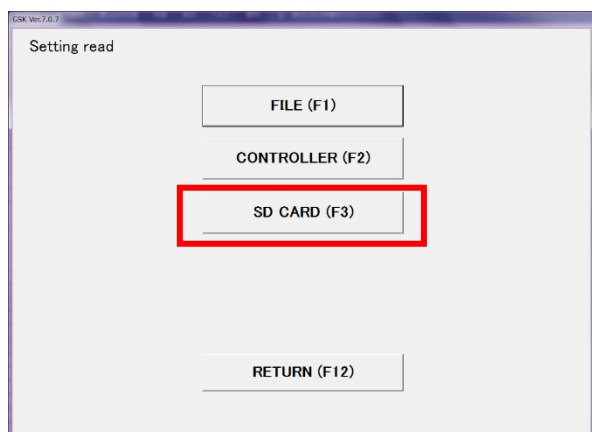 GSK Ver.7.0.7
Setting read
FILE (F1)
CONTROLLER (F2)
SD CARD (F3)
RETURN (F12)